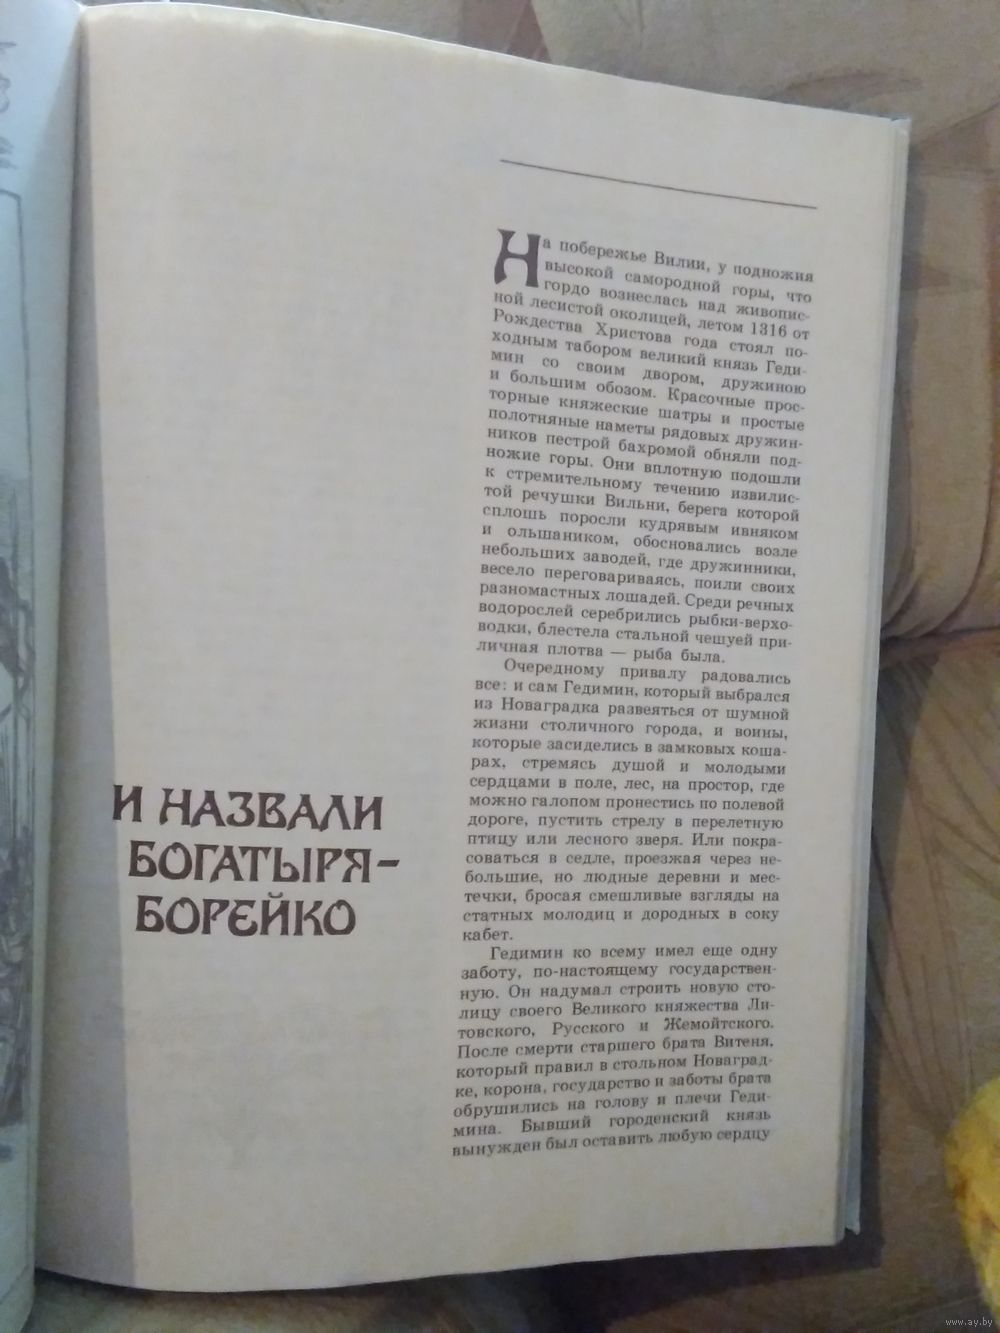 И НАЗВАЛИ
БОГАТЫРЯ-
БОРЕЙКО
На побережье Вилии, у подножия
высокой самородной горы, что
гордо вознеслась над живопис-
ной лесистой околицей, летом 1316 от
Рождества Христова года стоял по-
ходным табором великий князь Геди-
мин со своим двором, дружиною
и большим обозом. Красочные прос-
торные княжеские шатры и простые
полотняные наметы рядовых дружин-
ников пестрой бахромой обняли под-
ножие горы. Они вплотную подошли
к стремительному течению извилис-
той речушки Вильни, берега которой
сплошь поросли кудрявым ивняком
и ольшаником, обосновались возле
небольших заводей, где дружинники,
весело переговариваясь, поили своих
разномастных лошадей. Среди речных
водорослей серебрились рыбки-верхо-
водки, блестела стальной чешуей при-
личная плотва — рыба была.
Очередному привалу радовались
все: и сам Гедимин, который выбрался
из Новаградка развеяться от шумной
жизни столичного города, и воины,
которые засиделись в замковых коша-
рах, стремясь душой и молодыми
сердцами в поле, лес, на простор, где
можно галопом пронестись по полевой
дороге, пустить стрелу в перелетную
птицу или лесного зверя. Или покра-
соваться в седле, проезжая через не-
большие, но людные деревни и мес-
течки, бросая смешливые взгляды на
статных молодиц и дородных в соку
кабет.
Гедимин ко всему имел еще одну
заботу, по-настоящему государствен-
ную. Он надумал строить новую сто-
лицу своего Великого княжества Ли-
товского, Русского и Жемойтского.
После смерти старшего брата Витеня,
который правил в стольном Новаград-
ке, корона, государство и заботы брата
обрушились на голову и плечи Геди-
мина. Бывший городенский князь
вынужден был оставить любую сердцу
www.ay.by